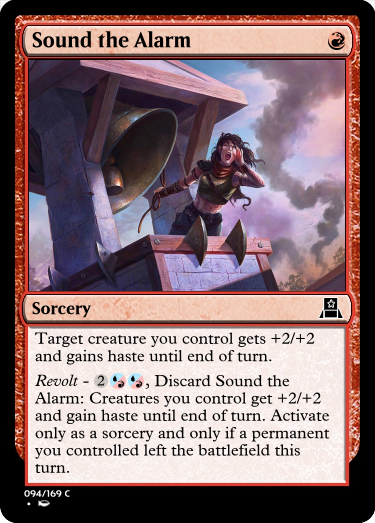 Sound the Alarm
Sorcery
Target creature you control gets +2/+2
and gains haste until end of turn.
Revolt - 2, Discard Sound the
Alarm: Creatures you control get +2/+2
and gain haste until end of turn. Activate
only as a sorcery and only if a permanent
you controlled left the battlefield this
turn.
094/169 C